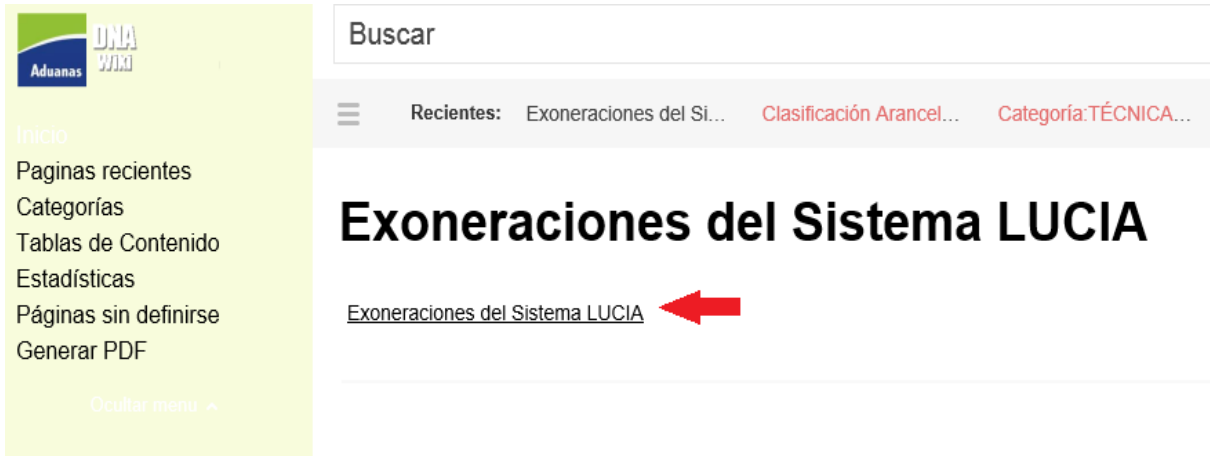 DNA
Wiki
Aduanas
Inicio
Paginas recientes
Categorías
Tablas de Contenido
Estadísticas
Páginas sin definirse
Generar PDF
Ocultar menu
Buscar
Recientes: Exoneraciones del Si... Clasificación Arancel... Categoría:TÉCNICA...
Exoneraciones del Sistema LUCIA
Exoneraciones del Sistema LUCIA